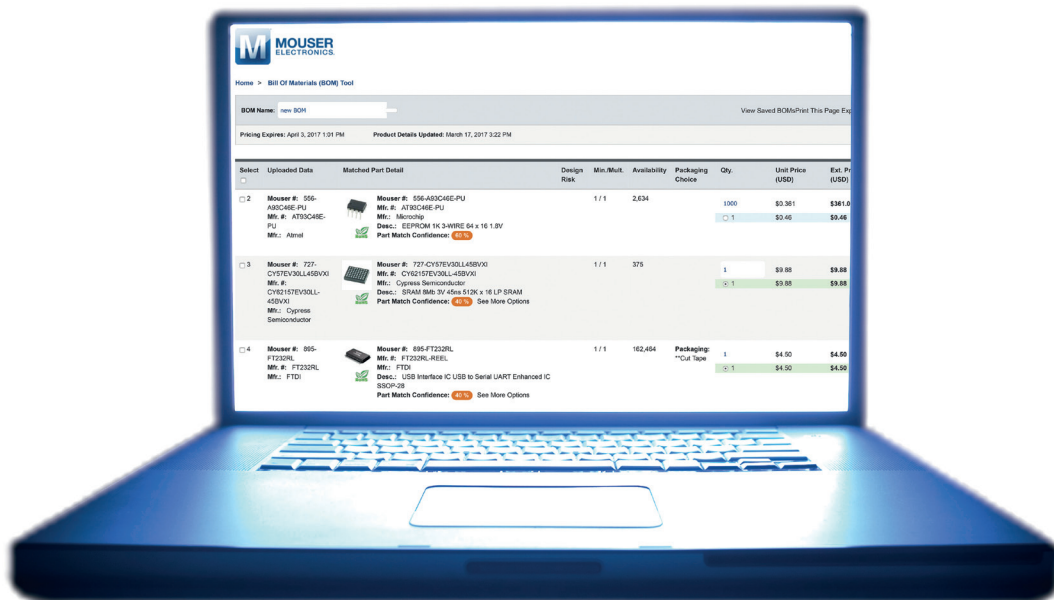 M MOUSER
ELECTRONICS
Home > Bill Of Materials (BOM) Tool
BOM Name: new BOM
View Saved BOMsPrint This Page Exp
Pricing Expires: April 3, 2017 1:01 PM Product Details Updated: March 17, 2017 3:22 PM
Select Uploaded Data Matched Part Detail Design Risk Min./Mult. Availability Packaging Choice Qty. Unit Price (USD) Ext. Pr (USD)
2 Mouser #: 556- Mouser #: 556-A93C46E-PU 1 / 1 2,634 1000 $0.361 $361.0
A93C46E-PU Mfr. #: AT93C46E-PU
Mfr. #: AT93C46E- Mfr.: Microchip 1 $0.46 $0.46
PU Desc.: EEPROM 1K 3-WIRE 64 x 16 1.8V
Mfr.: Atmel RoHS Part Match Confidence: 40 %
3 Mouser #: 727- Mouser #: 727-CY57EV30LL45BVXI 1 / 1 375 1 $9.88 $9.88
CY57EV30LL45BVXI Mfr. #: CY62157EV30LL-45BVXI
Mfr. #: Mfr.: Cypress Semiconductor 1 $9.88 $9.88
CY62157EV30LL- Desc.: SRAM 8Mb 3V 45ns 512K x 16 LP SRAM
45BVXI RoHS Part Match Confidence: 40 % See More Options
Mfr.: Cypress
Semiconductor
4 Mouser #: 895- Mouser #: 895-FT232RL 1 / 1 162,464 Packaging: 1 $4.50 $4.50
FT232RL Mfr. #: FT232RL-REEL **Cut Tape
Mfr. #: FT232RL Mfr.: FTDI 1 $4.50 $4.50
Mfr.: FTDI RoHS Desc.: USB Interface IC USB to Serial UART Enhanced IC
SSOP-28
Part Match Confidence: 40 % See More Options